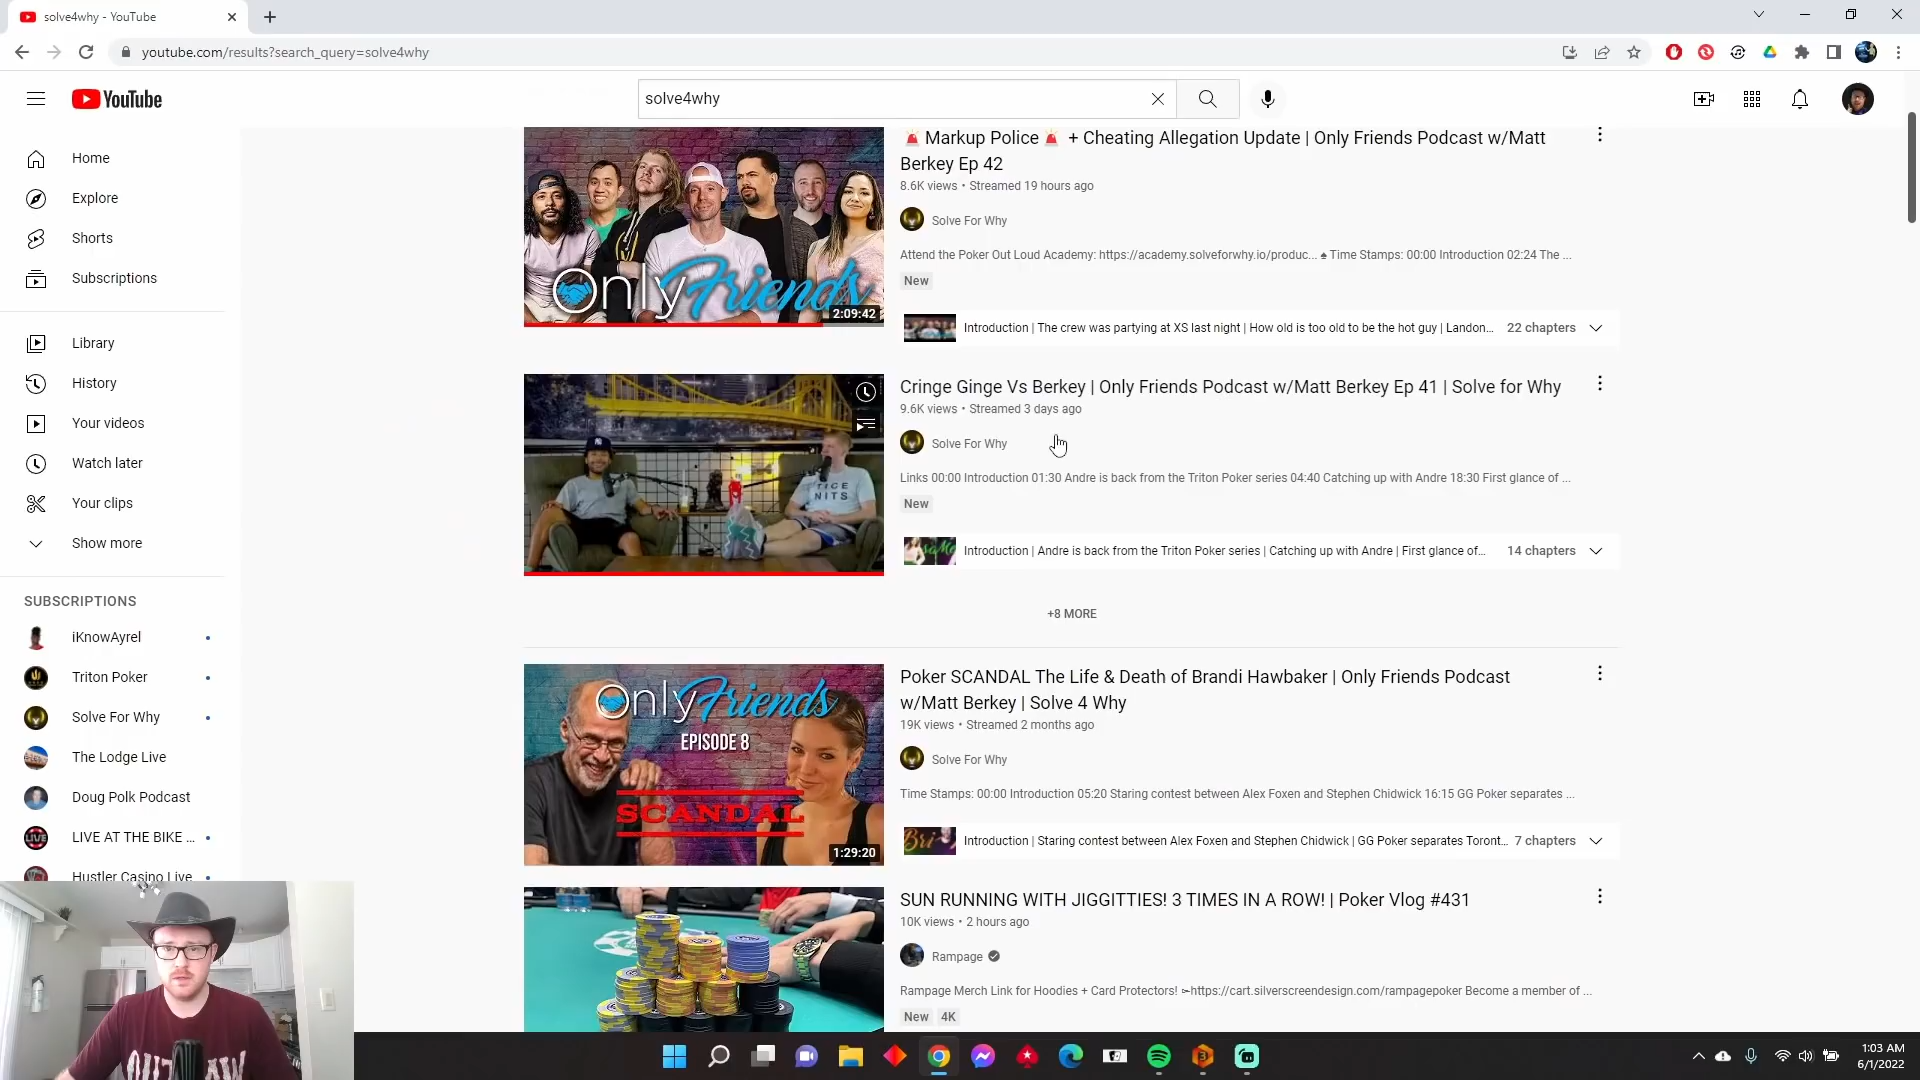 solve4why - YouTube
youtube.com/results?search_query=solve4why
YouTube
solve4why
Home
Explore
Shorts
Subscriptions
Library
History
Your videos
Watch later
Your clips
Show more
SUBSCRIPTIONS
iKnowAyrel
Triton Poker
Solve For Why
The Lodge Live
Doug Polk Podcast
LIVE AT THE BIKE ...
Hustler Casino Live
Only Friends
2:09:42
🚨 Markup Police 🚨 + Cheating Allegation Update | Only Friends Podcast w/Matt
Berkey Ep 42
8.6K views • Streamed 19 hours ago
Solve For Why
Attend the Poker Out Loud Academy: https://academy.solveforwhy.io/produc... ♠ Time Stamps: 00:00 Introduction 02:24 The ...
New
Introduction | The crew was partying at XS last night | How old is too old to be the hot guy | Landon... 22 chapters
Cringe Ginge Vs Berkey | Only Friends Podcast w/Matt Berkey Ep 41 | Solve for Why
9.6K views • Streamed 3 days ago
Solve For Why
Links 00:00 Introduction 01:30 Andre is back from the Triton Poker series 04:40 Catching up with Andre 18:30 First glance of ...
New
Introduction | Andre is back from the Triton Poker series | Catching up with Andre | First glance of... 14 chapters
+8 MORE
Only Friends
EPISODE 8
SCANDAL
1:29:20
Poker SCANDAL The Life & Death of Brandi Hawbaker | Only Friends Podcast
w/Matt Berkey | Solve 4 Why
19K views • Streamed 2 months ago
Solve For Why
Time Stamps: 00:00 Introduction 05:20 Staring contest between Alex Foxen and Stephen Chidwick 16:15 GG Poker separates ...
Introduction | Staring contest between Alex Foxen and Stephen Chidwick | GG Poker separates Toront... 7 chapters
SUN RUNNING WITH JIGGITTIES! 3 TIMES IN A ROW! | Poker Vlog #431
10K views • 2 hours ago
Rampage
Rampage Merch Link for Hoodies + Card Protectors! ➳https://cart.silverscreendesign.com/rampagepoker Become a member of ...
New 4K
1:03 AM
6/1/2022